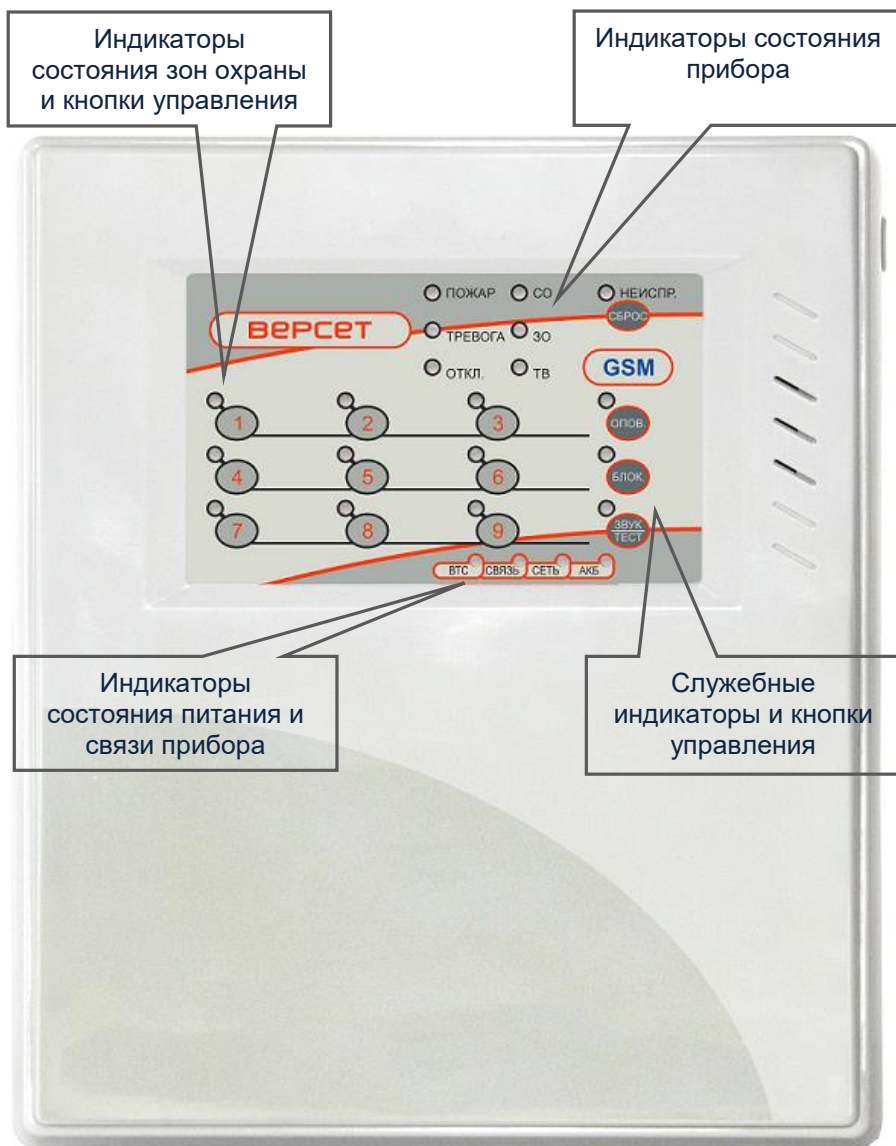 Индикаторы
состояния зон охраны
и кнопки управления
Индикаторы состояния
прибора
ПОЖАР СО НЕИСПР.
СБРОС
ВЕРСЕТ
ТРЕВОГА ЗО
ОТКЛ. ТВ
GSM
1 2 3 ОПОВ.
4 5 6 БЛОК.
7 8 9 ЗВУК
ТЕСТ
ВТС СВЯЗЬ СЕТЬ АКБ
Индикаторы
состояния питания и
связи прибора
Служебные
индикаторы и кнопки
управления